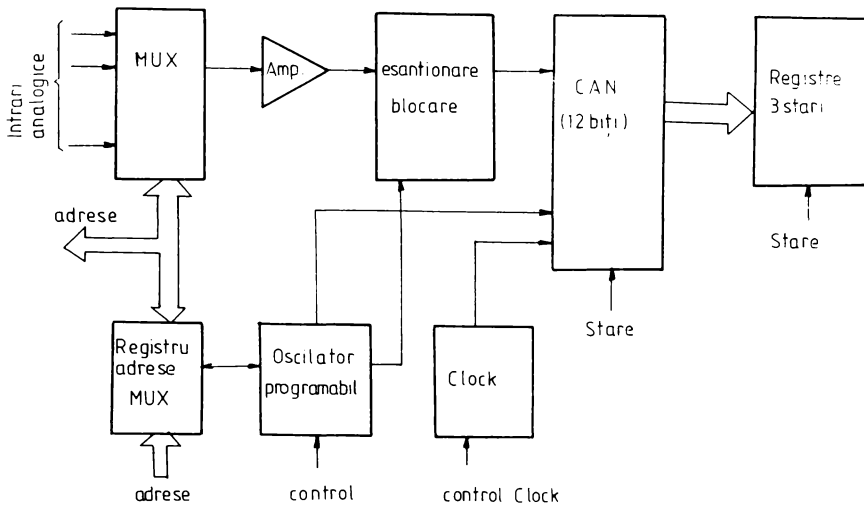 Intrari
analogice
MUX
Amp.
esantionare
blocare
CAN
(12 biți)
Registre
3 stari
adrese
Stare
Stare
Registru
adrese
MUX
Oscilator
programabil
Clock
adrese
control
control Clock